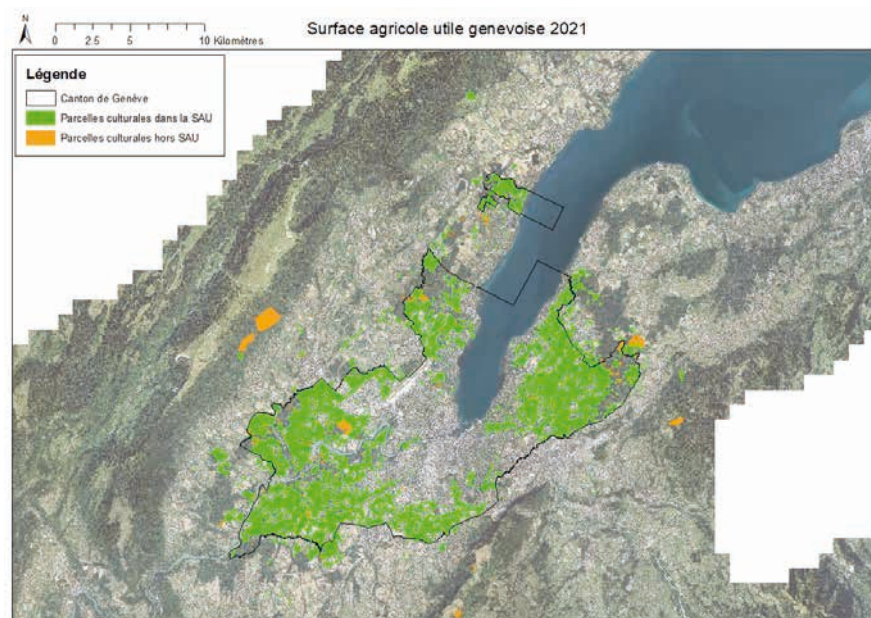 Surface agricole utile genevoise 2021
N
0 2.5 5 10 Kilomètres
Légende
Canton de Genève
Parcelles culturales dans la SAU
Parcelles culturales hors SAU